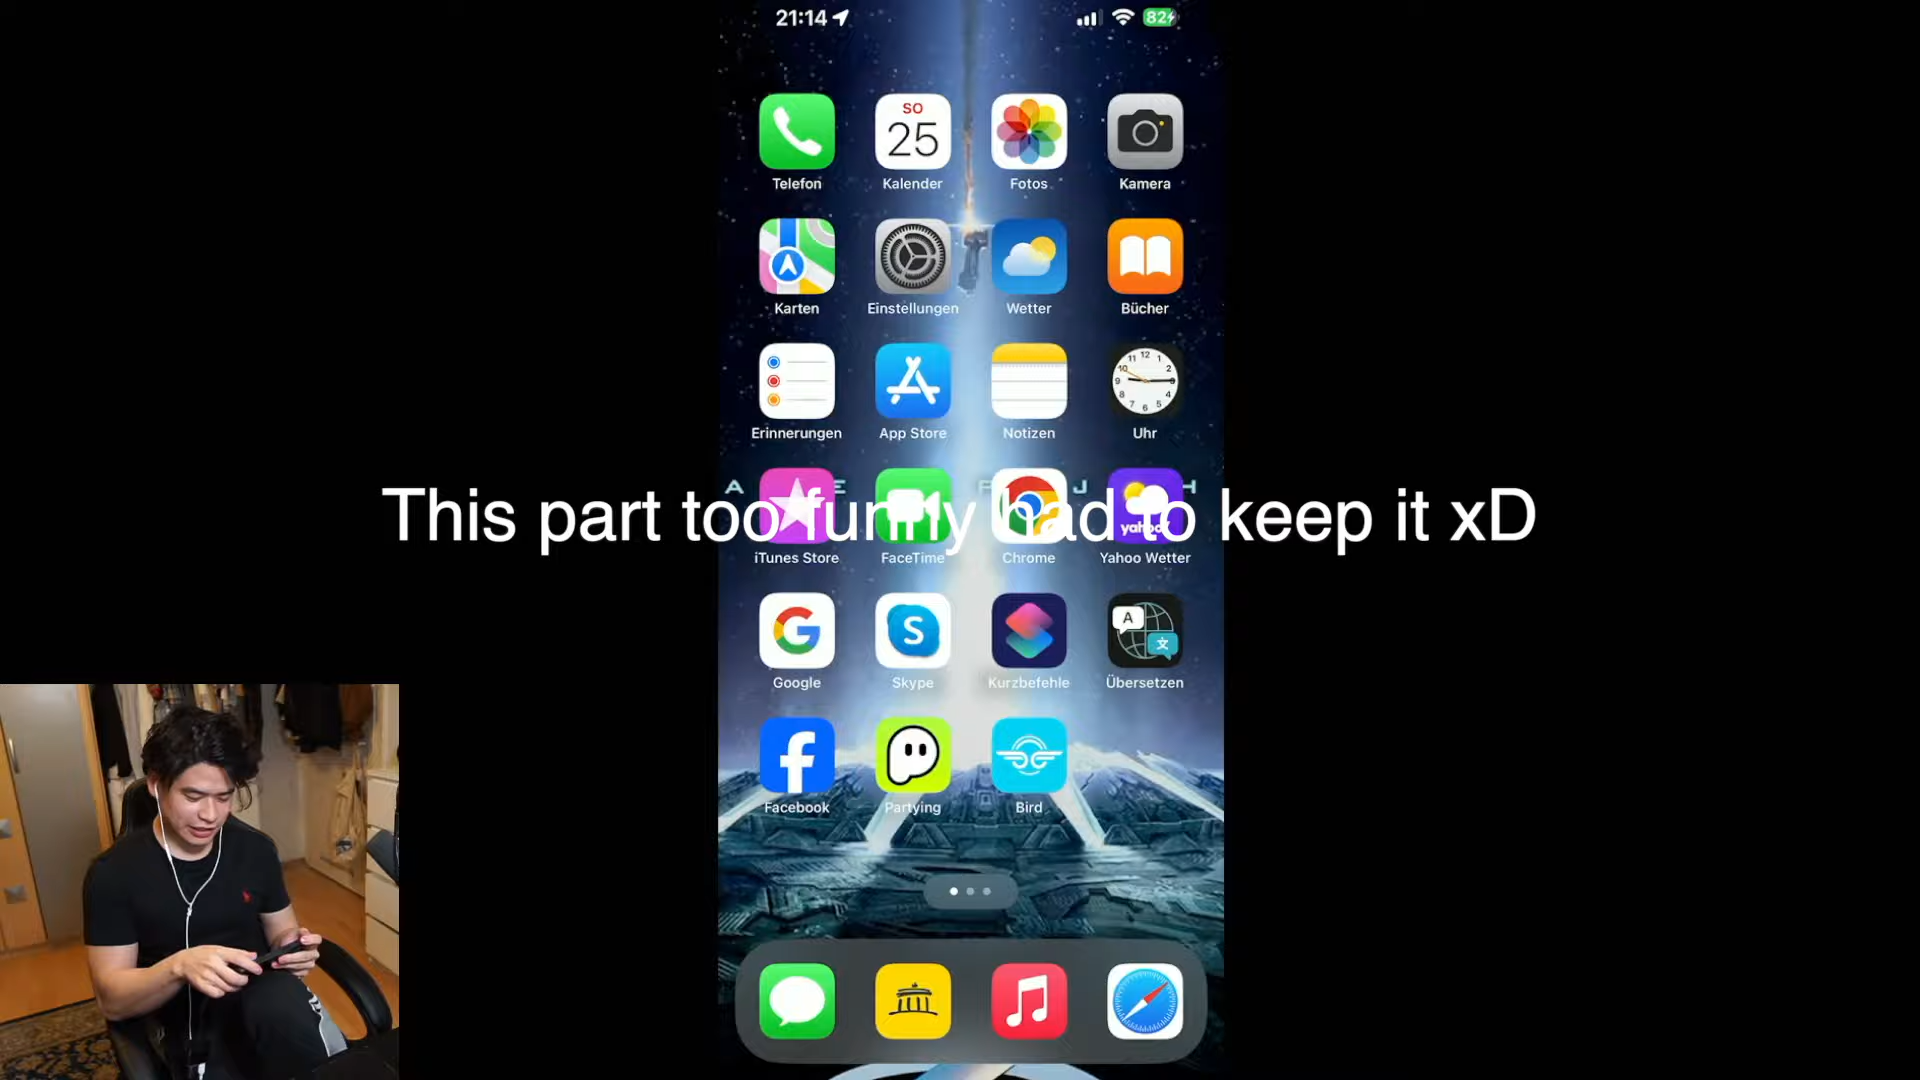 21:14
82
SO
25
Telefon
Kalender
Fotos
Kamera
Karten
Einstellungen
Wetter
Bücher
Erinnerungen
App Store
Notizen
Uhr
This part too funny had to keep it xD
iTunes Store
FaceTime
Chrome
Yahoo Wetter
Google
Skype
Kurzbefehle
Übersetzen
Facebook
Partying
Bird